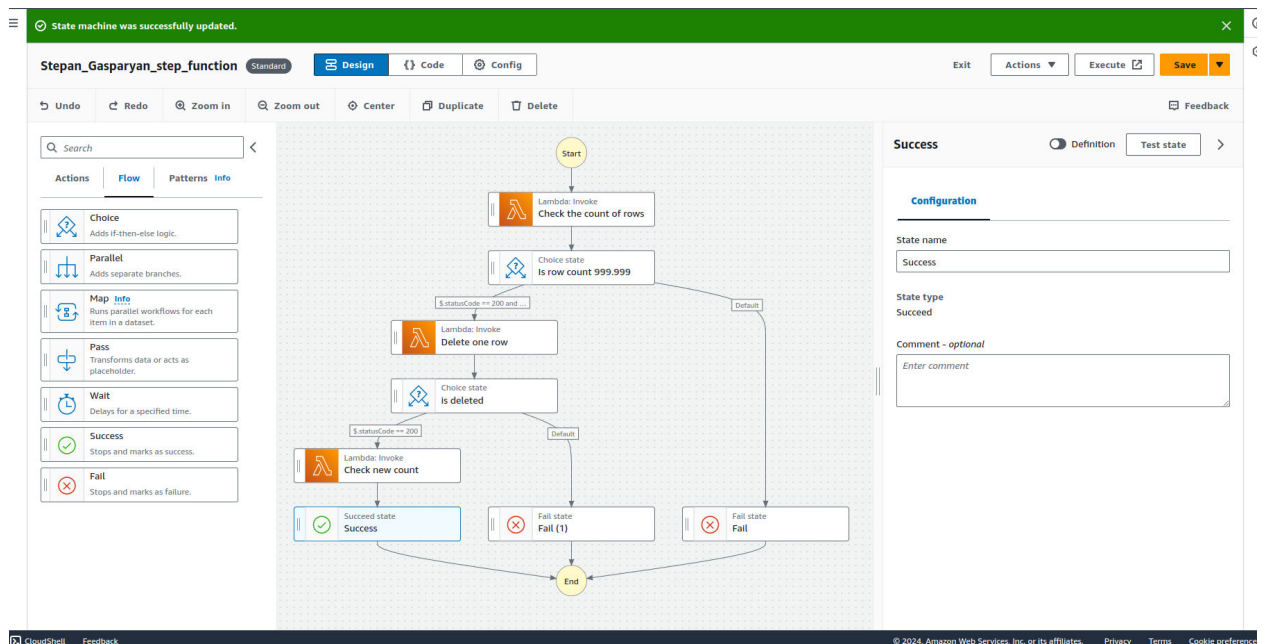 State machine was successfully updated.
Stepan_Gasparyan_step_function Standard Design {} Code Config Exit Actions Execute Save
Undo Redo Zoom in Zoom out Center Duplicate Delete Feedback
Search
Actions Flow Patterns Info
Choice
Adds if-then-else logic.
Parallel
Adds separate branches.
Map Info
Runs parallel workflows for each
item in a dataset.
Pass
Transforms data or acts as
placeholder.
Wait
Delays for a specified time.
Success
Stops and marks as success.
Fail
Stops and marks as failure.
Start
Lambda: Invoke
Check the count of rows
Choice state
Is row count 999.999
$.statusCode == 200 and ...
Default
Lambda: Invoke
Delete one row
Choice state
is deleted
$.statusCode == 200
Default
Lambda: Invoke
Check new count
Succeed state
Success
Fail state
Fail (1)
Fail state
Fail
End
Success Definition Test state
Configuration
State name
Success
State type
Succeed
Comment - optional
Enter comment
CloudShell Feedback © 2024, Amazon Web Services, Inc. or its affiliates. Privacy Terms Cookie preference